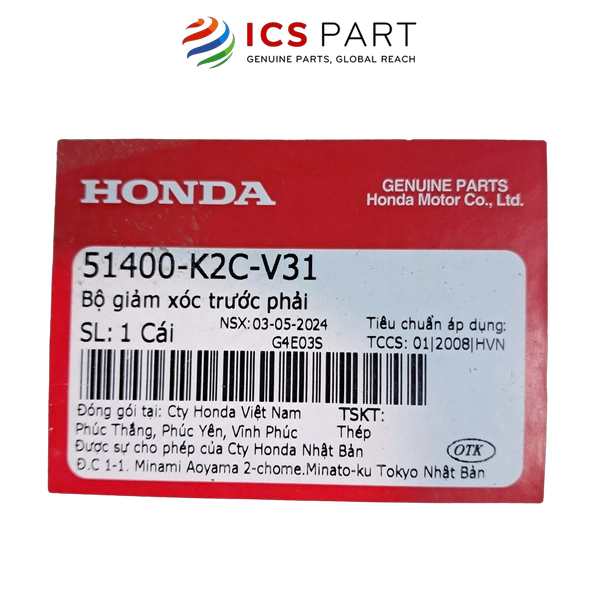 ICS PART
GENUINE PARTS, GLOBAL REACH
HONDA
GENUINE PARTS
Honda Motor Co., Ltd.
51400-K2C-V31
Bộ giảm xóc trước phải
SL: 1 Cái
NSX: 03-05-2024
G4E03S
Tiêu chuẩn áp dụng:
TCCS: 01|2008|HVN
Đóng gói tại: Cty Honda Việt Nam
TSKT:
Phúc Thắng, Phúc Yên, Vĩnh Phúc
Thép
Được sự cho phép của Cty Honda Nhật Bản
OTK
Đ.C 1-1. Minami Aoyama 2-chome.Minato-ku Tokyo Nhật Bản